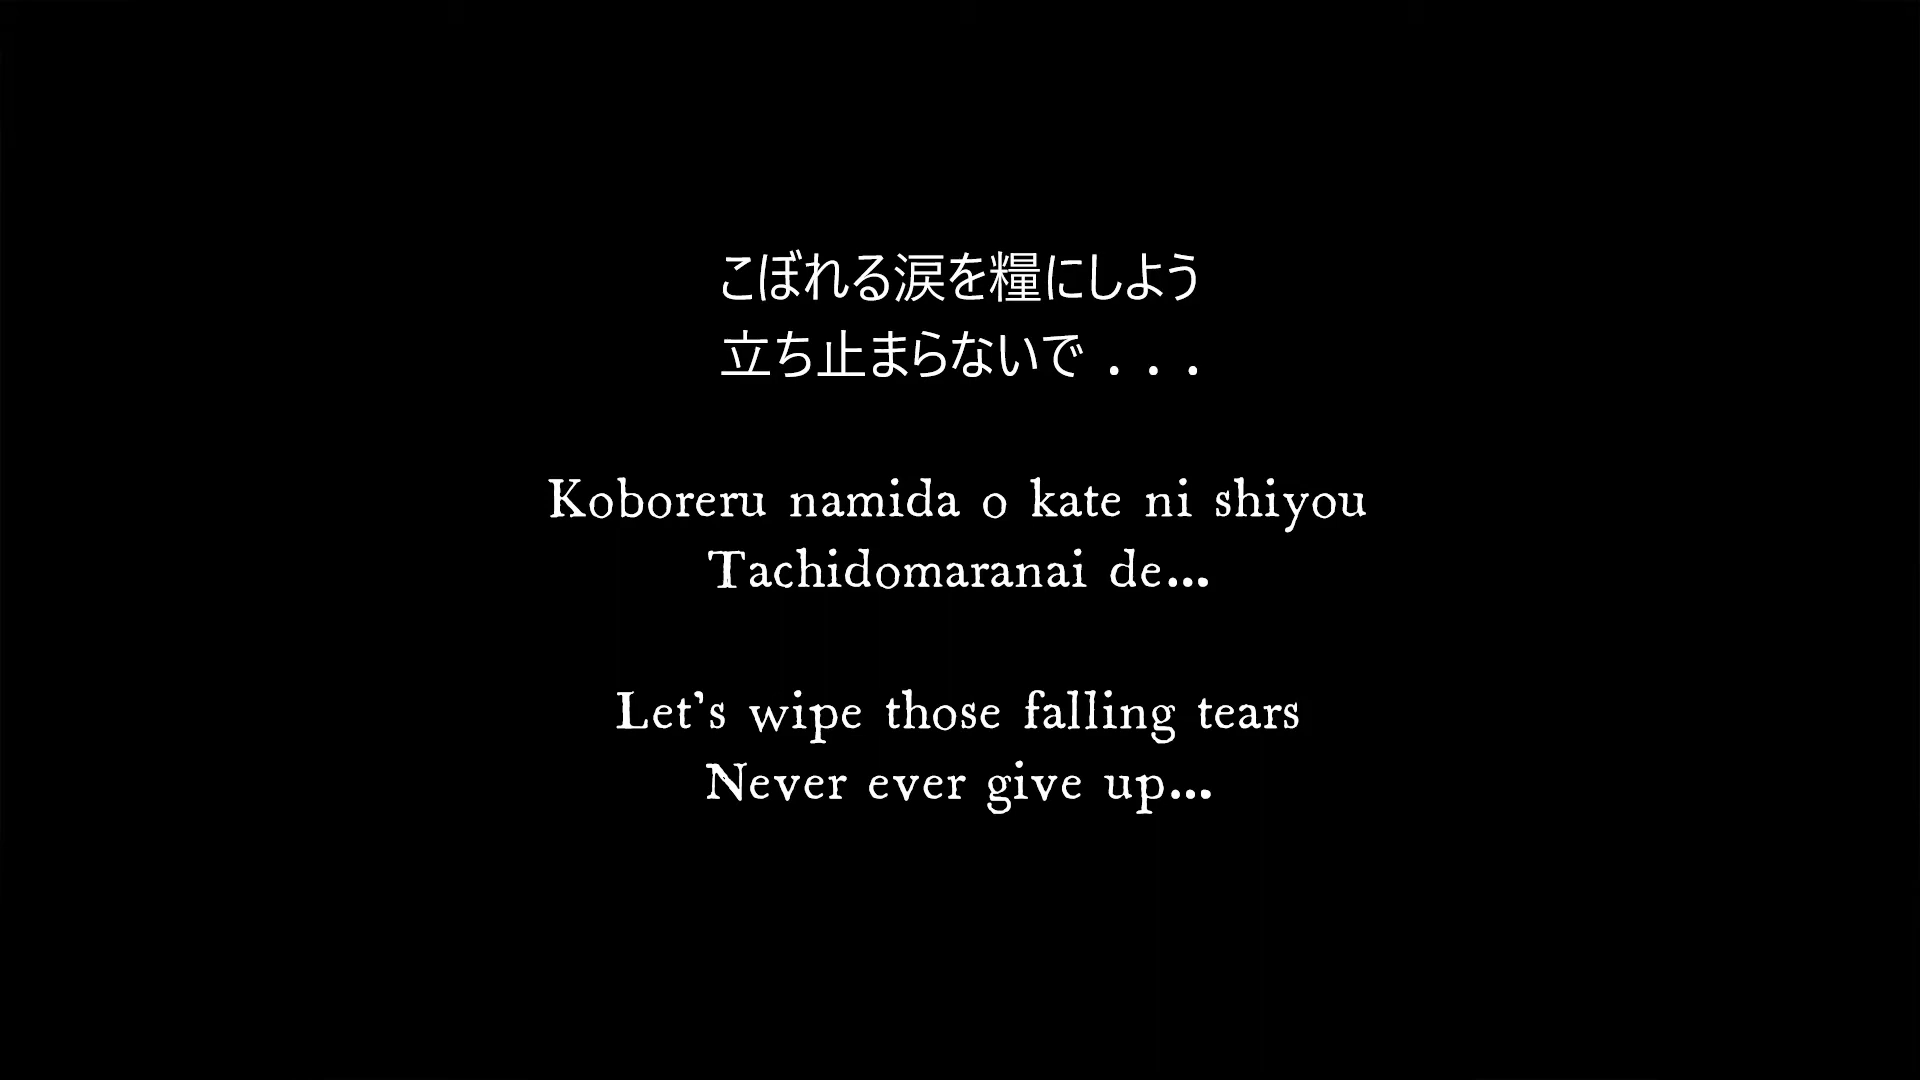 こぼれる涙を糧にしよう
立ち止まらないで . . .
Koboreru namida o kate ni shiyou
Tachidomaranai de...
Let's wipe those falling tears
Never ever give up...